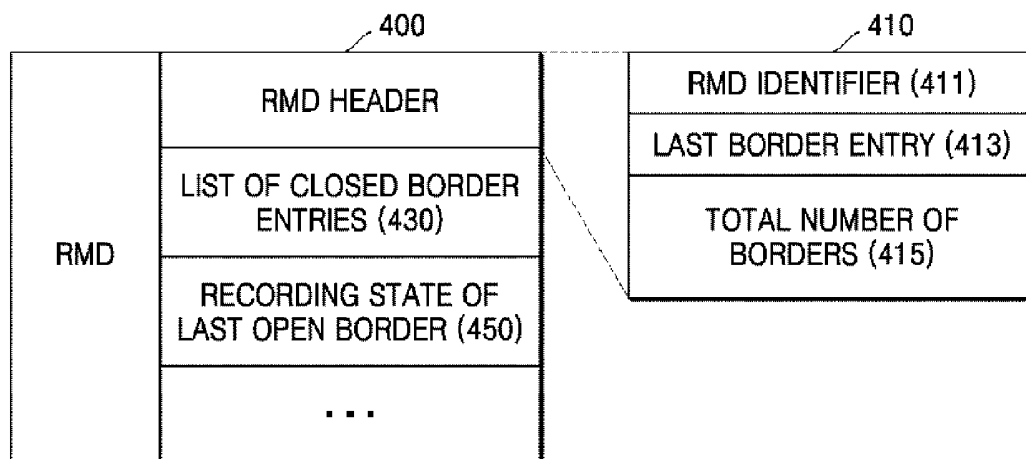 400
410
RMD
RMD HEADER
LIST OF CLOSED BORDER
ENTRIES (430)
RECORDING STATE OF
LAST OPEN BORDER (450)
...
RMD IDENTIFIER (411)
LAST BORDER ENTRY (413)
TOTAL NUMBER OF
BORDERS (415)